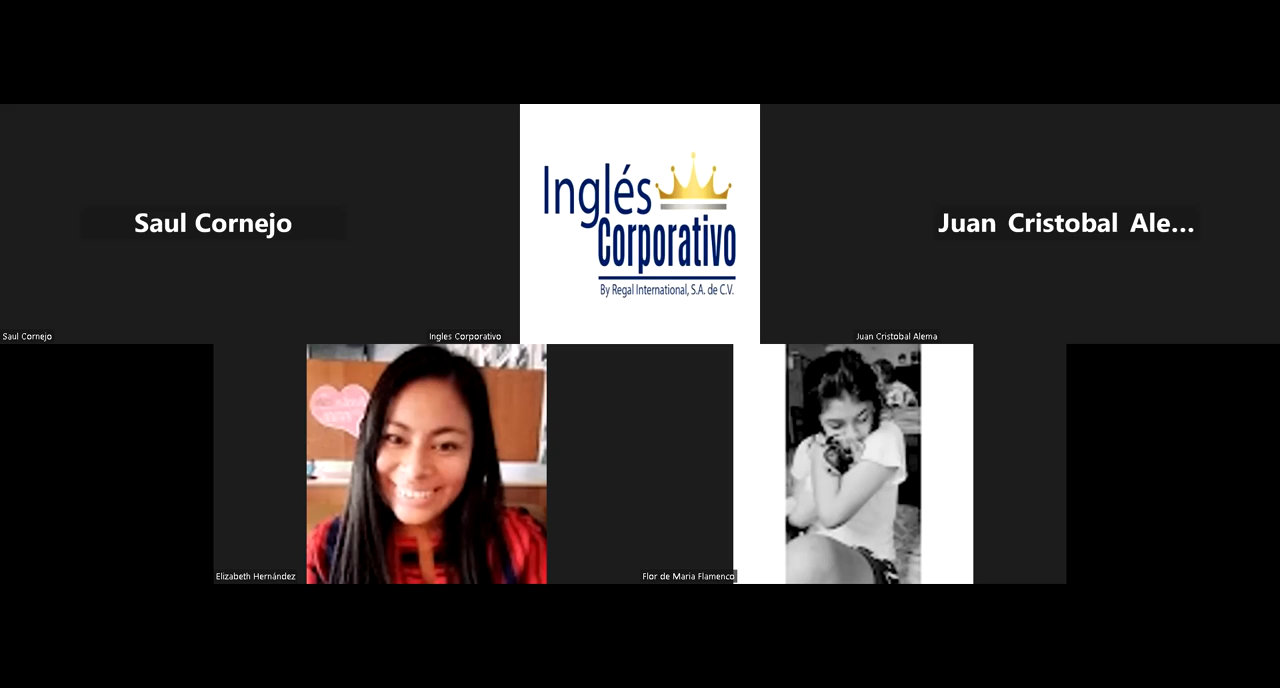 Saul Cornejo
Inglés
Corporativo
By Regal International, S.A. de C.V.
Juan Cristobal Ale...
Saul Cornejo
Ingles Corporativo
Juan Cristobal Alema
Elizabeth Hernández
Flor de Maria Flamenco